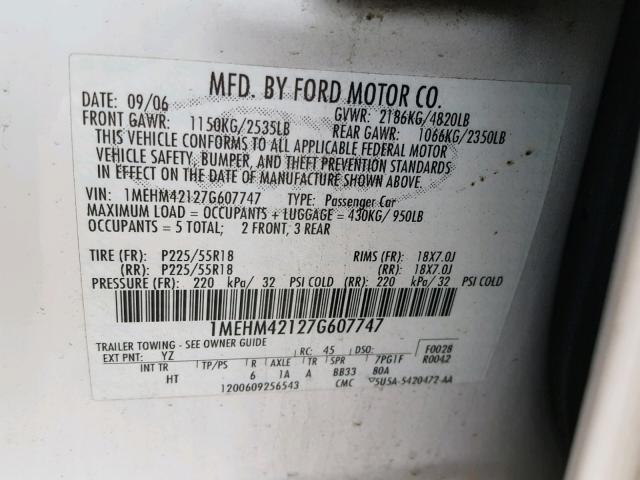 MFD. BY FORD MOTOR CO.
DATE: 09/06 GVWR: 2186KG/4820LB
FRONT GAWR: 1150KG/2535LB REAR GAWR: 1066KG/2350LB
THIS VEHICLE CONFORMS TO ALL APPLICABLE FEDERAL MOTOR
VEHICLE SAFETY, BUMPER, AND THEFT PREVENTION STANDARDS
IN EFFECT ON THE DATE OF MANUFACTURE SHOWN ABOVE.
VIN: 1MEHM42127G607747 TYPE: Passenger Car
MAXIMUM LOAD = OCCUPANTS + LUGGAGE = 430KG/ 950LB
OCCUPANTS = 5 TOTAL; 2 FRONT, 3 REAR
TIRE (FR): P225/55R18 RIMS (FR): 18X7.0J
(RR): P225/55R18 (RR): 18X7.0J
PRESSURE (FR): 220 kPa/ 32 PSI COLD (RR): 220 kPa/ 32 PSI COLD
1MEHM42127G607747
TRAILER TOWING - SEE OWNER GUIDE
EXT PNT: YZ RC: 45 DSO: F0028
INT TR TP/PS R AXLE TR SPR 7PG1F R0042
HT 6 1A A BB33 80A
1200609256543 CMC 5U5A-5420472-AA